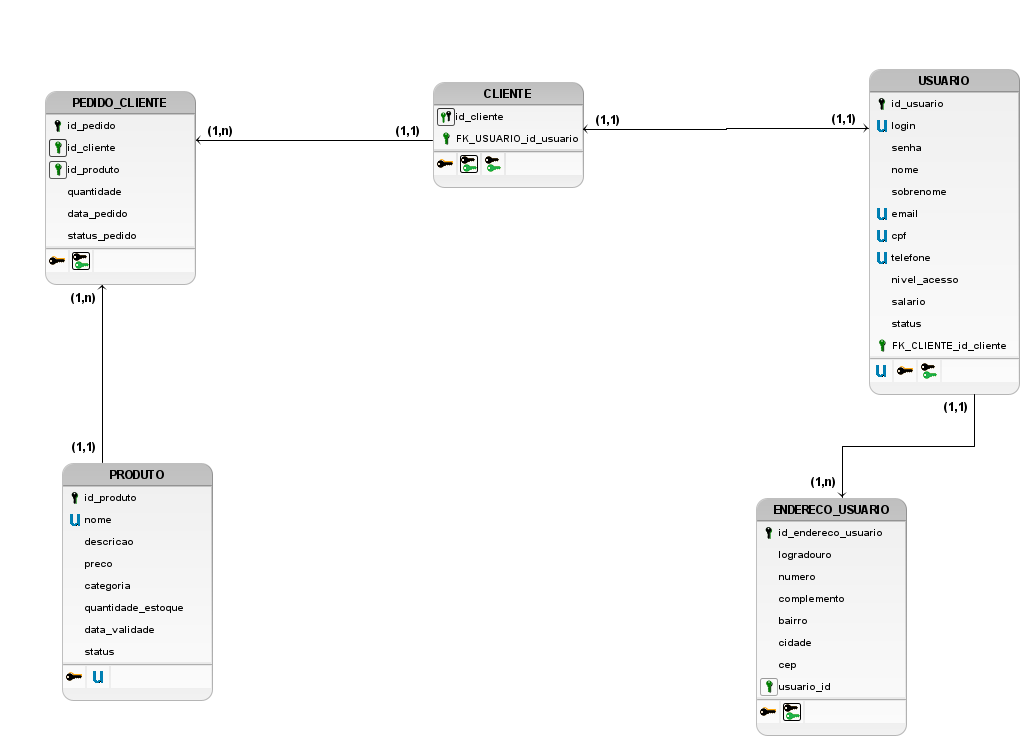 PEDIDO_CLIENTE
id_pedido
id_cliente
id_produto
quantidade
data_pedido
status_pedido
(1,n)
(1,1)
CLIENTE
id_cliente
FK_USUARIO_id_usuario
(1,1)
(1,1)
USUARIO
id_usuario
U login
senha
nome
sobrenome
U email
U cpf
U telefone
nivel_acesso
salario
status
FK_CLIENTE_id_cliente
U
(1,n)
(1,1)
PRODUTO
id_produto
U nome
descricao
preco
categoria
quantidade_estoque
data_validade
status
U
(1,1)
(1,n)
ENDERECO_USUARIO
id_endereco_usuario
logradouro
numero
complemento
bairro
cidade
cep
usuario_id